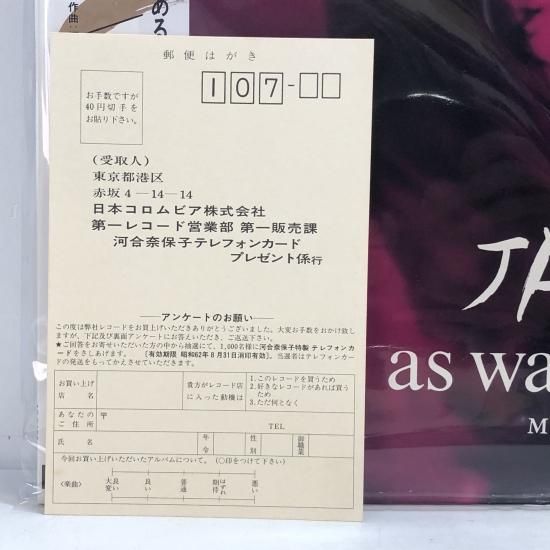 ある
作曲:
郵便はがき
お手数ですが
40円切手を
お貼り下さい。
107-
(受取人)
東京都港区
赤坂4―14―14
日本コロムビア株式会社
第一レコード営業部 第一販売課
河合奈保子テレフォンカード
プレゼント係行
――アンケートのお願い――
この度は弊社レコードをお買上げいただきありがとうございました。大変お手数をおかけ致し
ますが、下記及び裏面アンケートにお答えいただき、ご返送下さい。
★ご回答をお寄せいただいた方の中から抽選にて、1,000名様に河合奈保子特製 テレフォンカ
ードをさしあげます。 〔有効期限 昭和62年8月31日消印有効〕。当選者はテレフォンカード
の発送をもってかえさせていただきます。
お買い上げ
店名
貴方がレコード店
に入った動機は
1.このレコードを買うため
2.好きなレコードがあれば買う
ため
3.ただ何となく
あなたの
ご住所
〒
TEL
氏名
年令
性別
御職業
今回お買い上げいただいたアルバムについて。(○印をつけて下さい)
〈楽曲〉
大変良い
良い
普通
期待はずれ
悪い
JA
as wa
M